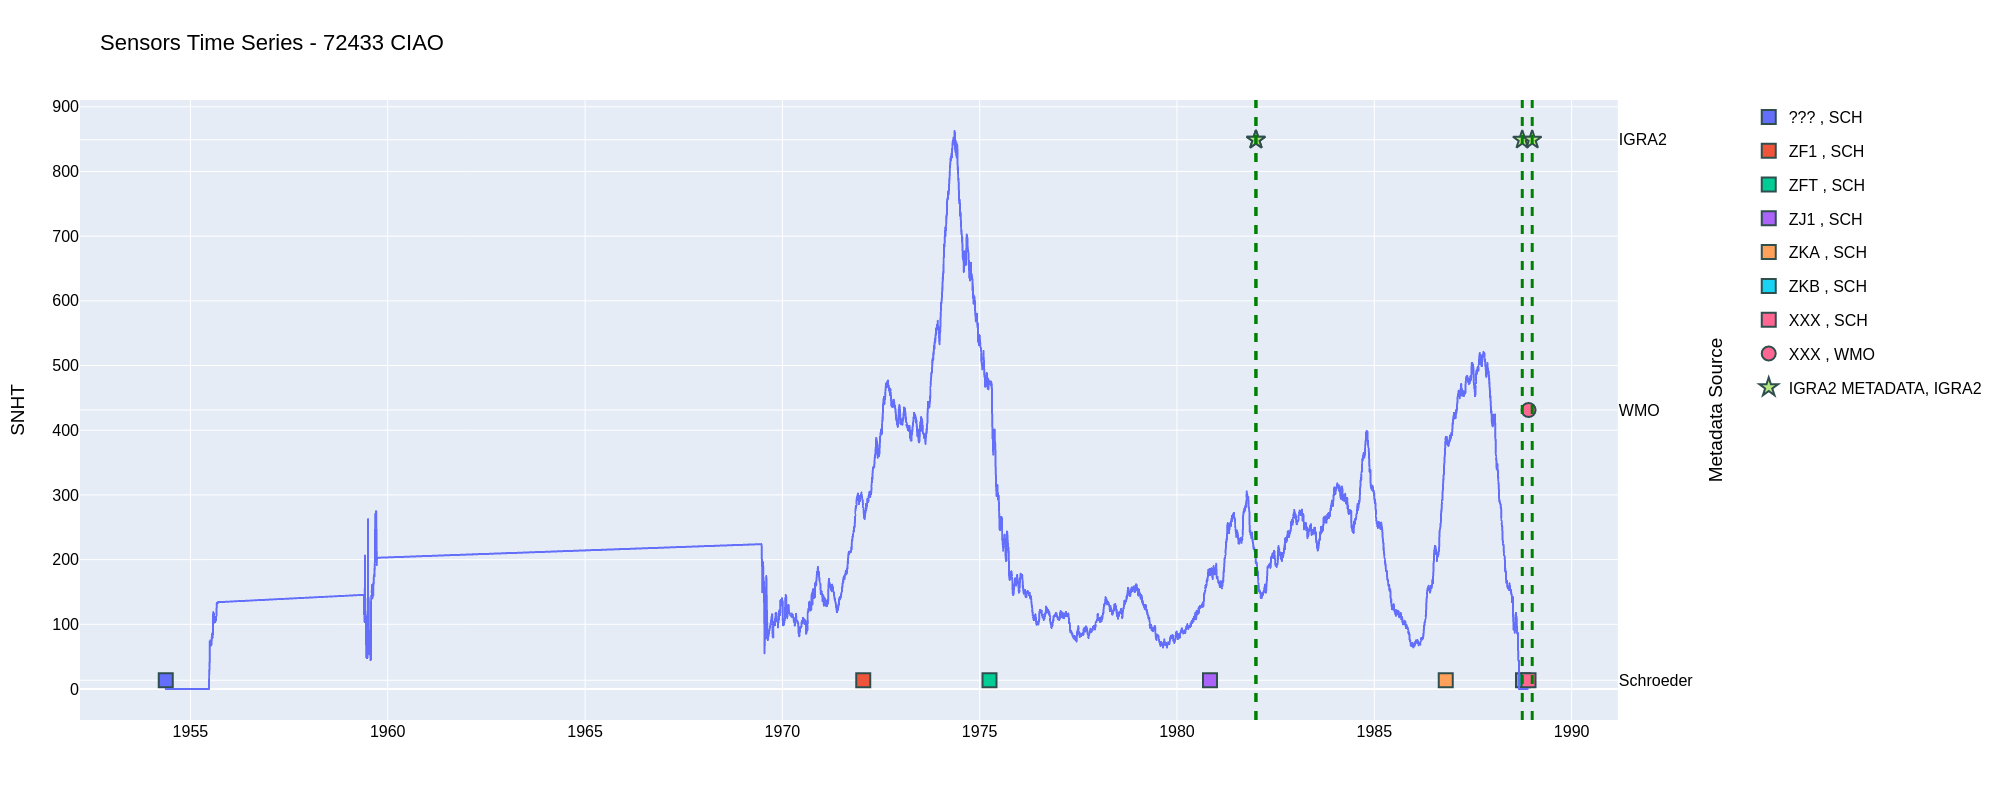 Sensors Time Series - 72433 CIAO
SNHT
900
800
700
600
500
400
300
200
100
0
1955
1960
1965
1970
1975
1980
1985
1990
IGRA2
WMO
Schroeder
Metadata Source
??? , SCH
ZF1 , SCH
ZFT , SCH
ZJ1 , SCH
ZKA , SCH
ZKB , SCH
XXX , SCH
XXX , WMO
IGRA2 METADATA, IGRA2